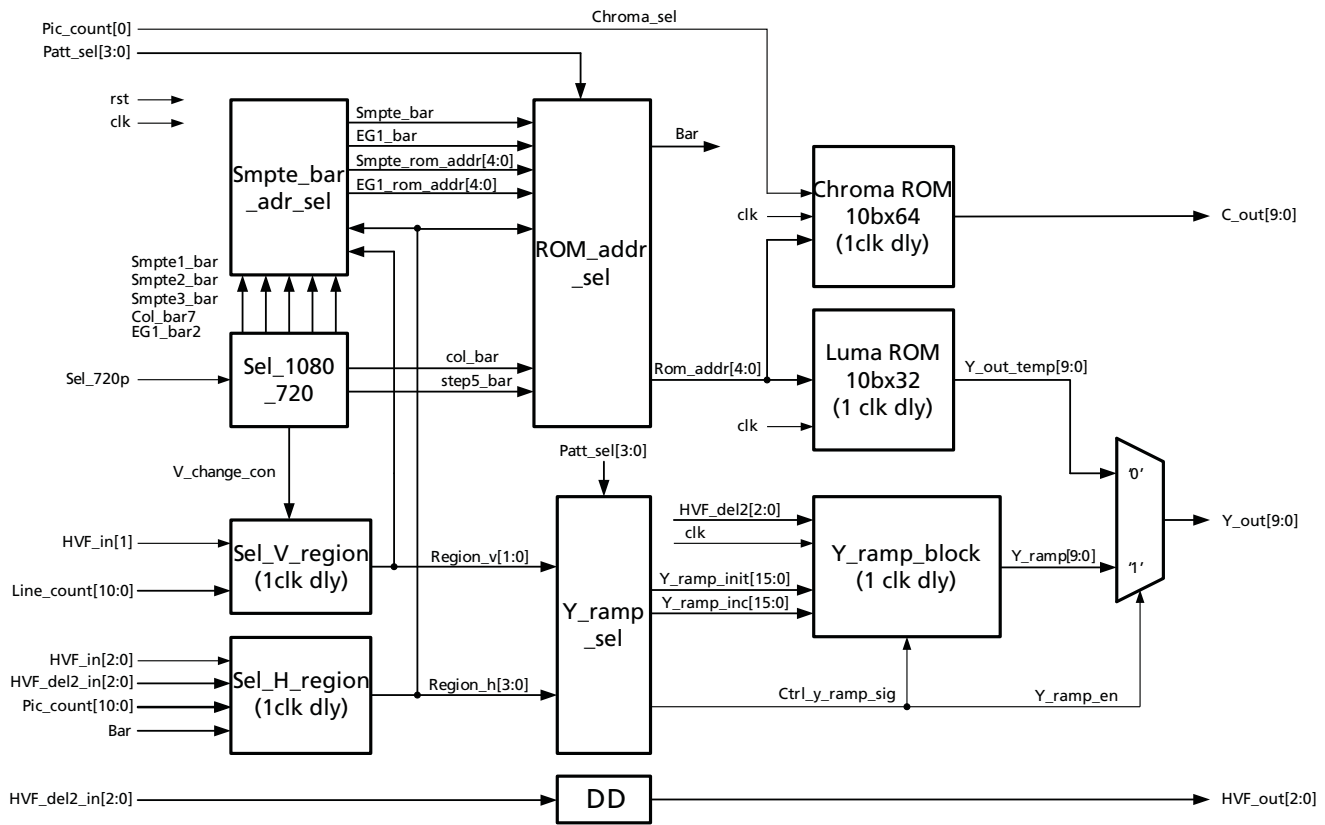 Chroma_sel
Pic_count[0]
Patt_sel[3:0]
rst
clk
Smpte_bar
_adr_sel
Smpte_bar
EG1_bar
Smpte_rom_addr[4:0]
EG1_rom_addr[4:0]
ROM_addr
_sel
Bar
clk
Chroma ROM
10bx64
(1clk dly)
C_out[9:0]
Smpte1_bar
Smpte2_bar
Smpte3_bar
Col_bar7
EG1_bar2
Sel_720p
Sel_1080
_720
col_bar
step5_bar
Rom_addr[4:0]
clk
Luma ROM
10bx32
(1 clk dly)
Y_out_temp[9:0]
V_change_con
Patt_sel[3:0]
'0'
'1'
Y_out[9:0]
HVF_in[1]
Line_count[10:0]
Sel_V_region
(1clk dly)
Region_v[1:0]
HVF_del2[2:0]
clk
Y_ramp_init[15:0]
Y_ramp_inc[15:0]
Y_ramp_block
(1 clk dly)
Y_ramp[9:0]
Y_ramp
_sel
HVF_in[2:0]
HVF_del2_in[2:0]
Pic_count[10:0]
Bar
Sel_H_region
(1clk dly)
Region_h[3:0]
Ctrl_y_ramp_sig
Y_ramp_en
HVF_del2_in[2:0]
DD
HVF_out[2:0]